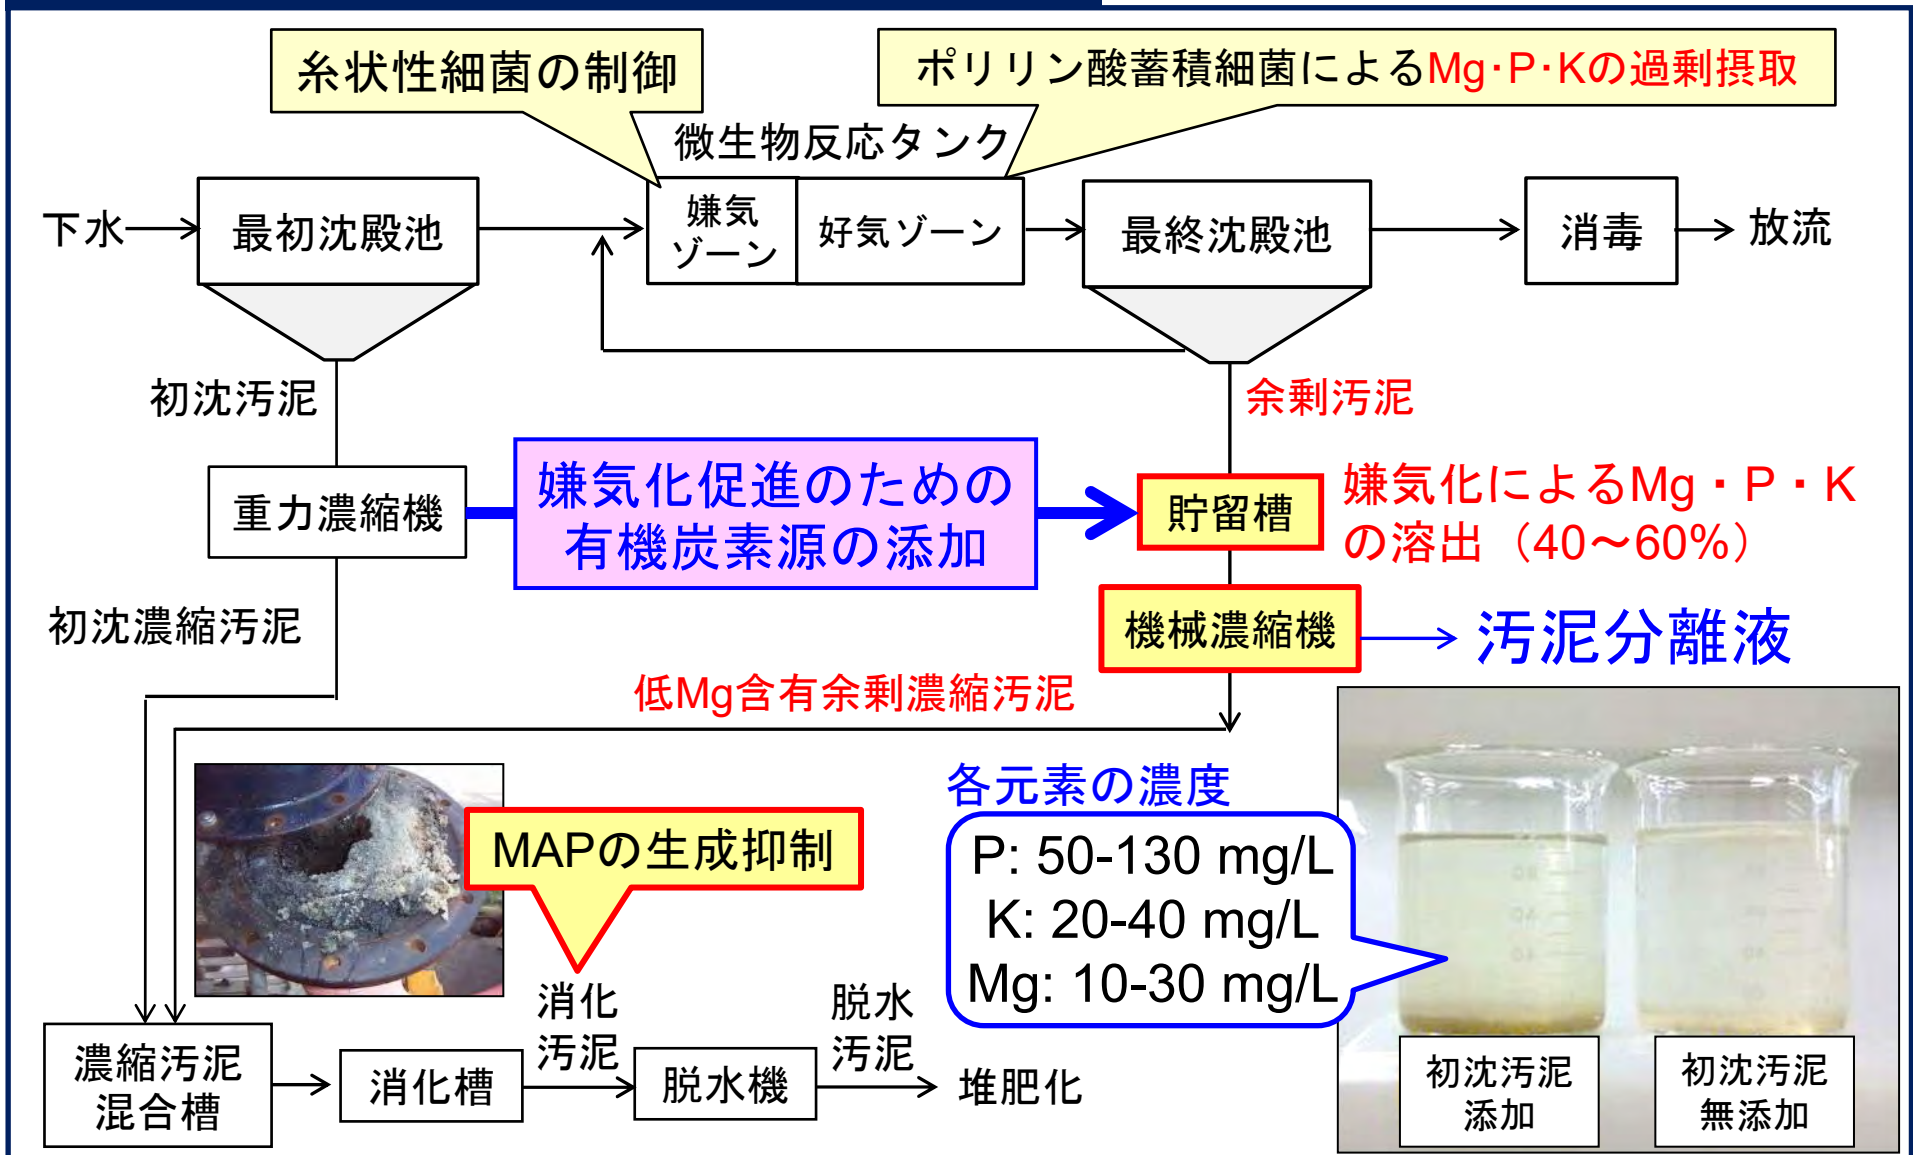 糸状性細菌の制御
ポリリン酸蓄積細菌によるMg･P･Kの過剰摂取
微生物反応タンク
下水
最初沈殿池
嫌気
ゾーン
好気ゾーン
最終沈殿池
消毒
放流
初沈汚泥
余剰汚泥
重力濃縮機
嫌気化促進のための
有機炭素源の添加
貯留槽
嫌気化によるMg・P・K
の溶出（40～60%）
初沈濃縮汚泥
機械濃縮機
汚泥分離液
低Mg含有余剰濃縮汚泥
各元素の濃度
P: 50-130 mg/L
K: 20-40 mg/L
Mg: 10-30 mg/L
MAPの生成抑制
濃縮汚泥
混合槽
消化槽
消化
汚泥
脱水機
脱水
汚泥
堆肥化
初沈汚泥
添加
初沈汚泥
無添加